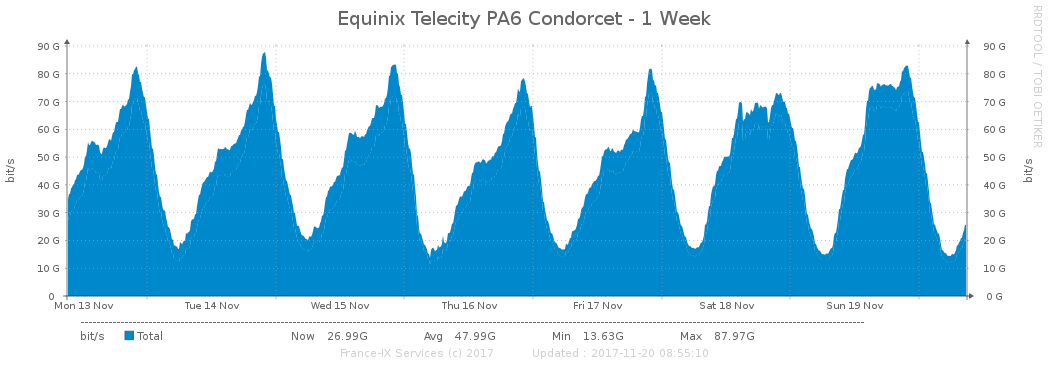 Equinix Telecity PA6 Condorcet - 1 Week
RRDTOOL / TOBI OETIKER
90 G 90 G
80 G 80 G
70 G 70 G
60 G 60 G
50 G 50 G
40 G 40 G
30 G 30 G
20 G 20 G
10 G 10 G
0 0 G
bit/s bit/s
Mon 13 Nov Tue 14 Nov Wed 15 Nov Thu 16 Nov Fri 17 Nov Sat 18 Nov Sun 19 Nov
bit/s Total Now 26.99G Avg 47.99G Min 13.63G Max 87.97G
France-IX Services (c) 2017 Updated : 2017-11-20 08:55:10